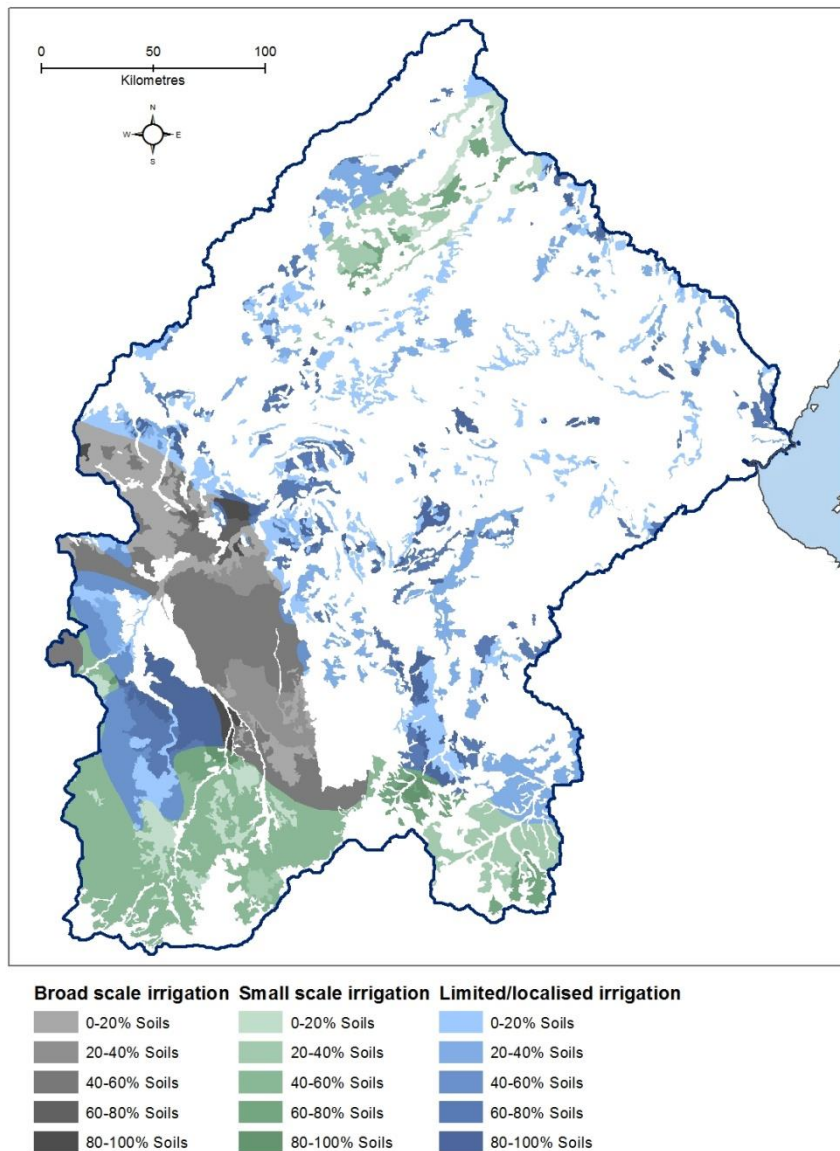 0 50 100
Kilometres
N
W E
S
Broad scale irrigation Small scale irrigation Limited/localised irrigation
0-20% Soils 0-20% Soils 0-20% Soils
20-40% Soils 20-40% Soils 20-40% Soils
40-60% Soils 40-60% Soils 40-60% Soils
60-80% Soils 60-80% Soils 60-80% Soils
80-100% Soils 80-100% Soils 80-100% Soils